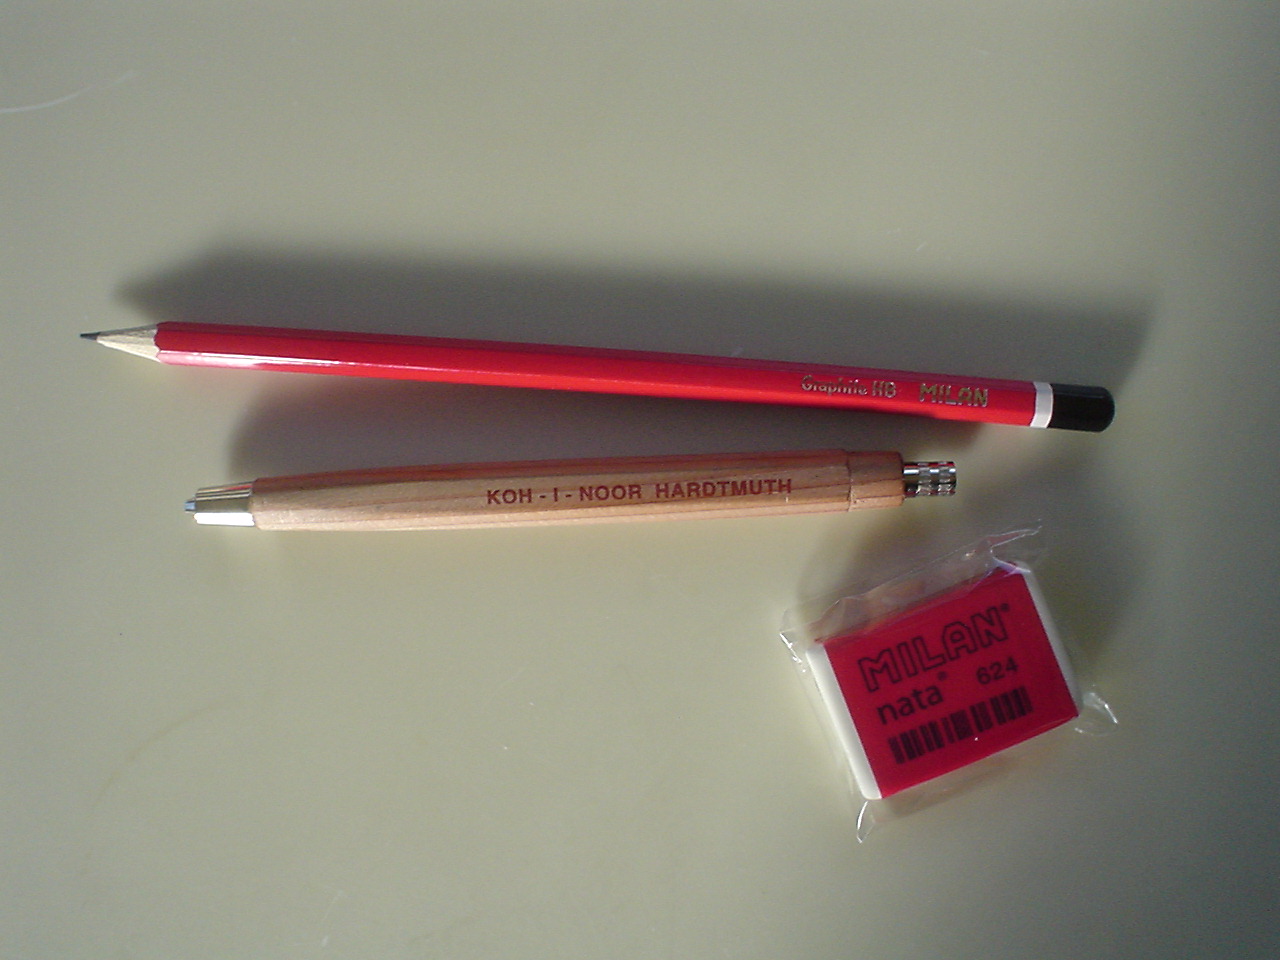 Graphite HB MILAN
KOH-I-NOOR HARDTMUTH
MILAN®
nata® 624